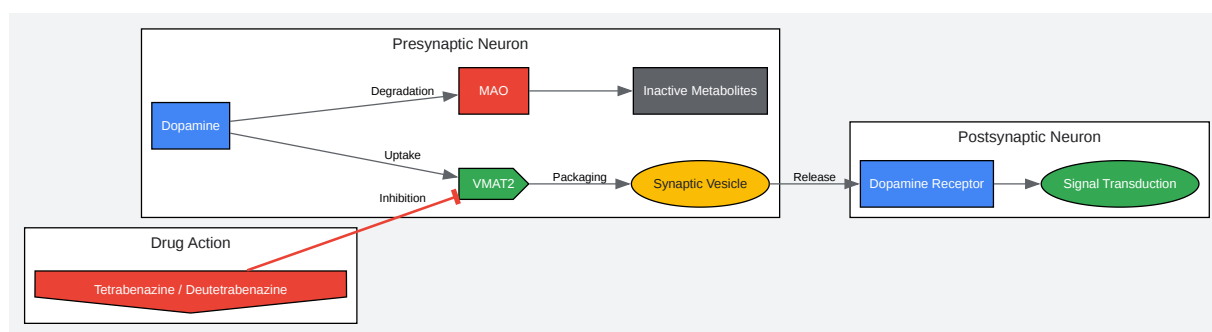 Presynaptic Neuron
Degradation
MAO
Inactive Metabolites
Dopamine
Uptake
VMAT2
Packaging
Synaptic Vesicle
Inhibition
Release
Postsynaptic Neuron
Dopamine Receptor
Signal Transduction
Drug Action
Tetrabenazine / Deutetrabenazine